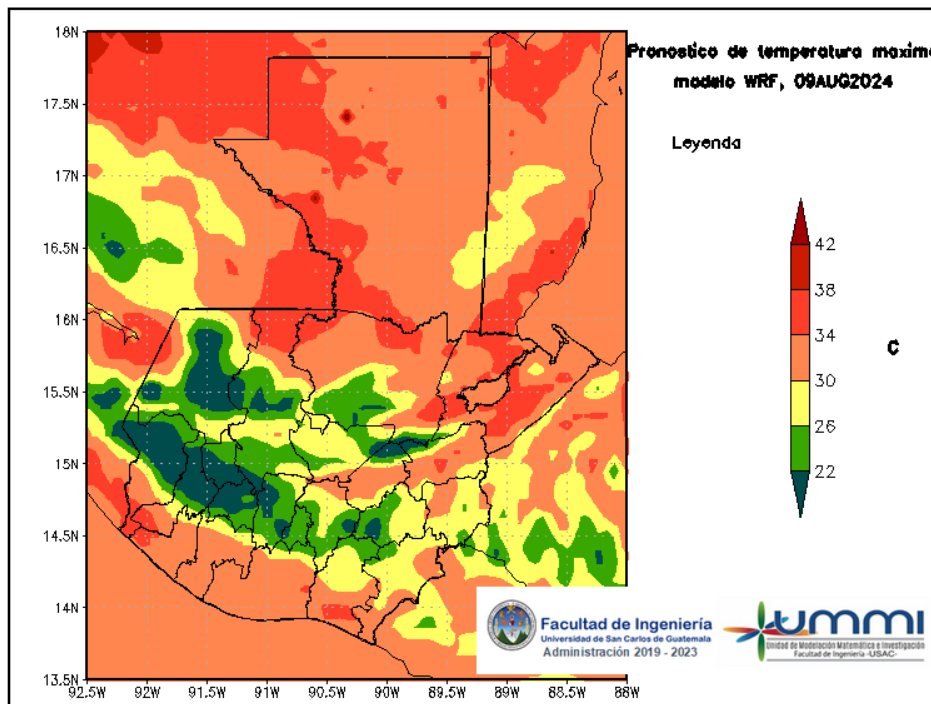 Pronostico de temperatura maxima
modelo WRF, 09AUG2024
Leyenda
42
38
34
30
26
22
C
18N
17.5N
17N
16.5N
16N
15.5N
15N
14.5N
14N
13.5N
92.5W 92W 91.5W 91W 90.5W 90W 89.5W 89W 88.5W 88W
Facultad de Ingeniería
Universidad de San Carlos de Guatemala
Administración 2019 - 2023
UMMI
Unidad de Modelación Matemática e Investigación
Facultad de Ingeniería -USAC-